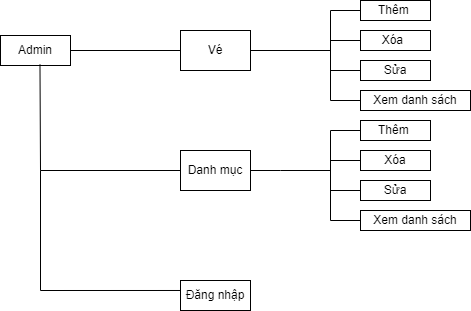 Admin
Vé
Thêm
Xóa
Sửa
Xem danh sách
Danh mục
Thêm
Xóa
Sửa
Xem danh sách
Đăng nhập